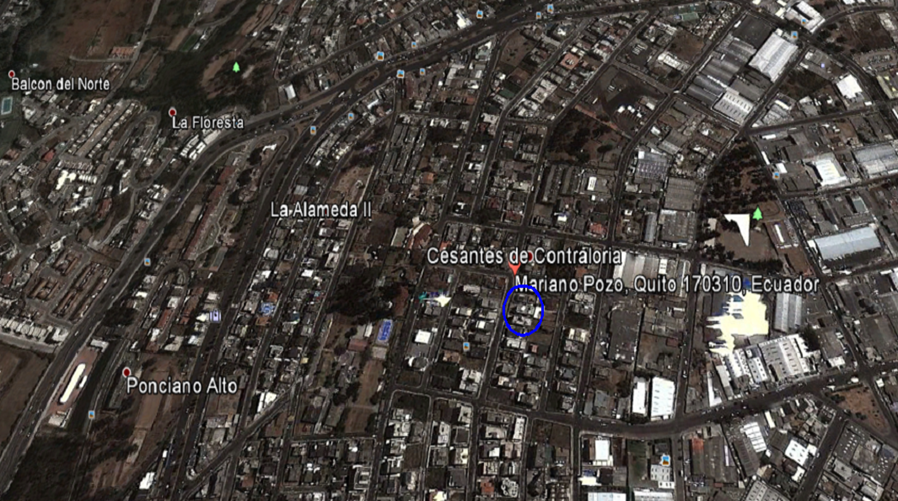 Balcon del Norte
La Floresta
La Alameda II
Cesantes de Contraloria
Mariano Pozo, Quito 170310, Ecuador
Ponciano Alto